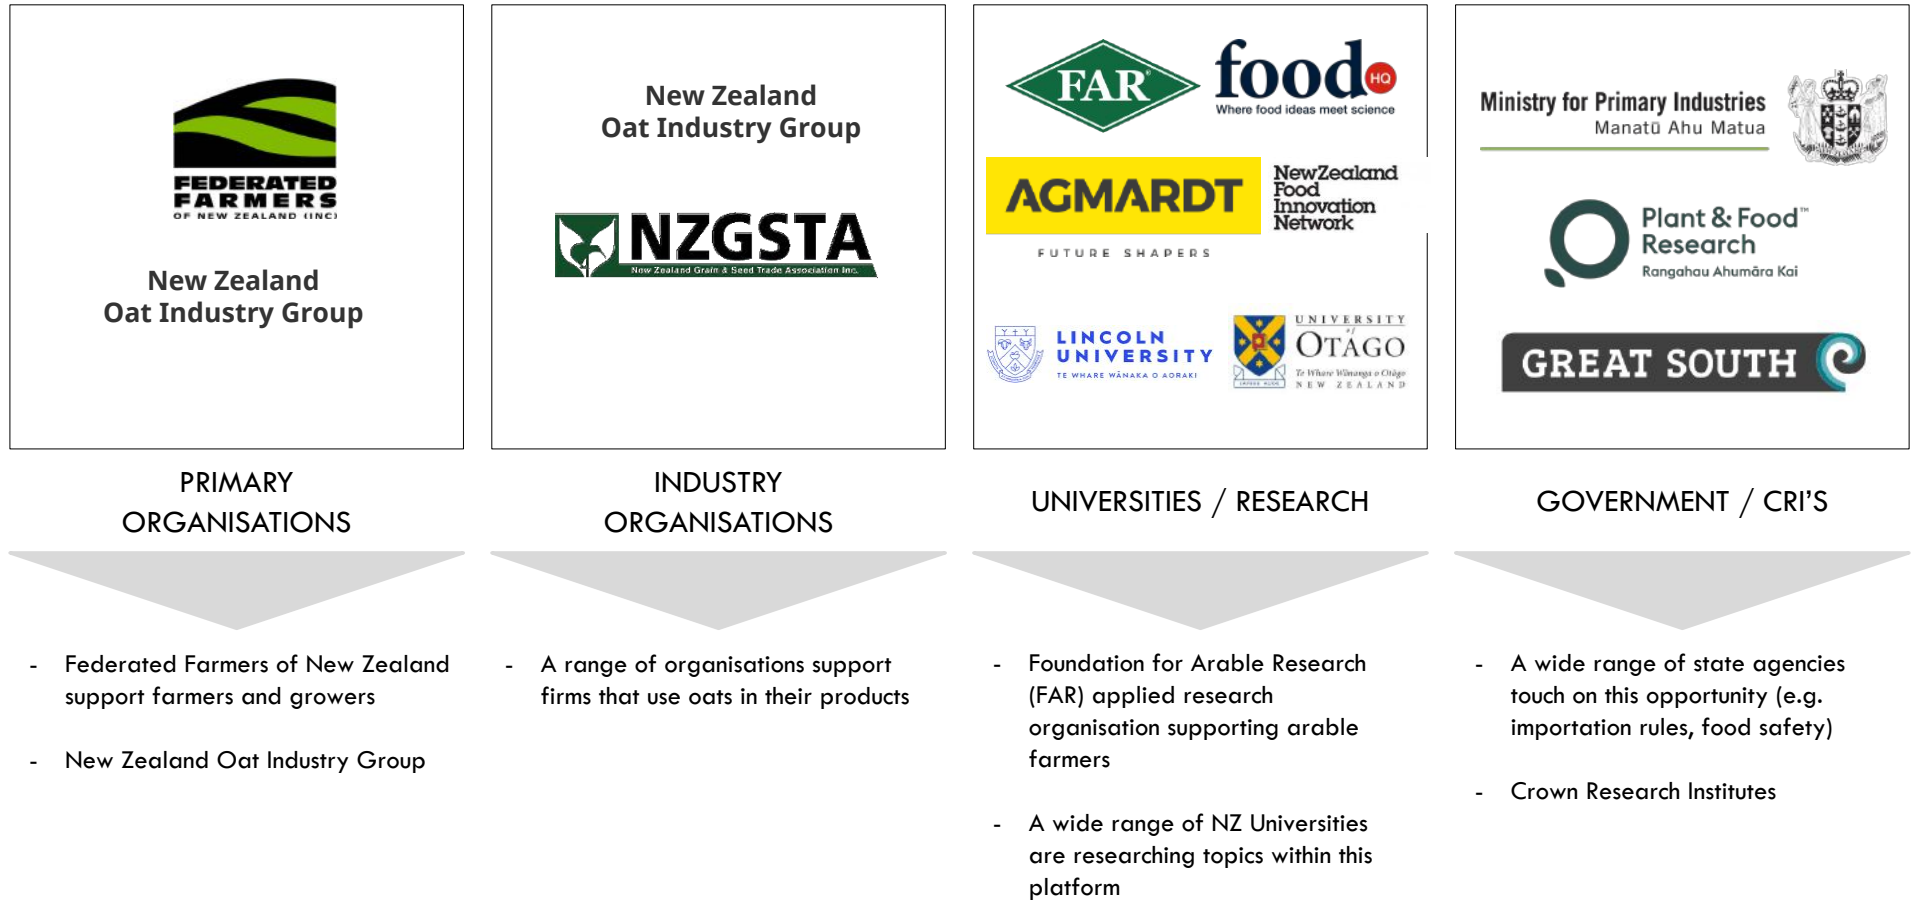 FEDERATED
FARMERS
OF NEW ZEALAND (INC)
New Zealand
Oat Industry Group
New Zealand
Oat Industry Group
NZGSTA
New Zealand Grain & Seed Trade Association Inc.
FAR®
food HQ
Where food ideas meet science
AGMARDT
FUTURE SHAPERS
NewZealand
Food
Innovation
Network
LINCOLN
UNIVERSITY
TE WHARE WĀNAKA O AORAKI
UNIVERSITY
of
OTAGO
Te Whare Wānanga o Otāgo
NEW ZEALAND
Ministry for Primary Industries
Manatū Ahu Matua
Plant & Food™
Research
Rangahau Ahumāra Kai
GREAT SOUTH
PRIMARY
ORGANISATIONS
INDUSTRY
ORGANISATIONS
UNIVERSITIES / RESEARCH
GOVERNMENT / CRI'S
- Federated Farmers of New Zealand
support farmers and growers
- New Zealand Oat Industry Group
- A range of organisations support
firms that use oats in their products
- Foundation for Arable Research
(FAR) applied research
organisation supporting arable
farmers
- A wide range of NZ Universities
are researching topics within this
platform
- A wide range of state agencies
touch on this opportunity (e.g.
importation rules, food safety)
- Crown Research Institutes